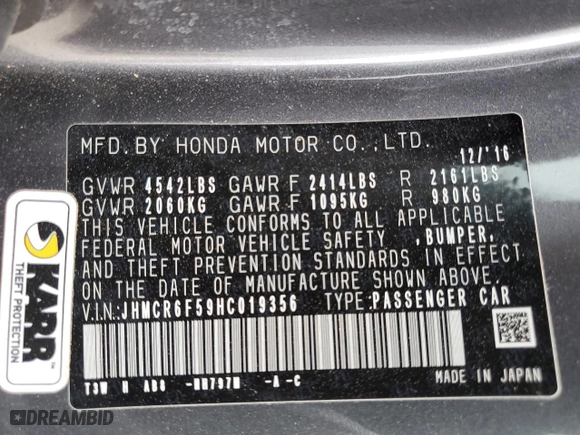 MFD. BY HONDA MOTOR CO.,LTD.
12/'16
GVWR 4542LBS GAWR F 2414LBS R 2161LBS
GVWR 2060KG GAWR F 1095KG R 980KG
THIS VEHICLE CONFORMS TO ALL APPLICABLE
FEDERAL MOTOR VEHICLE SAFETY ,BUMPER,
AND THEFT PREVENTION STANDARDS IN EFFECT
ON THE DATE OF MANUFACTURE SHOWN ABOVE.
V.I.N:JHMCR6F59HC019356 TYPE:PASSENGER CAR
-A -C
MADE IN JAPAN
KARR
DREAMBID